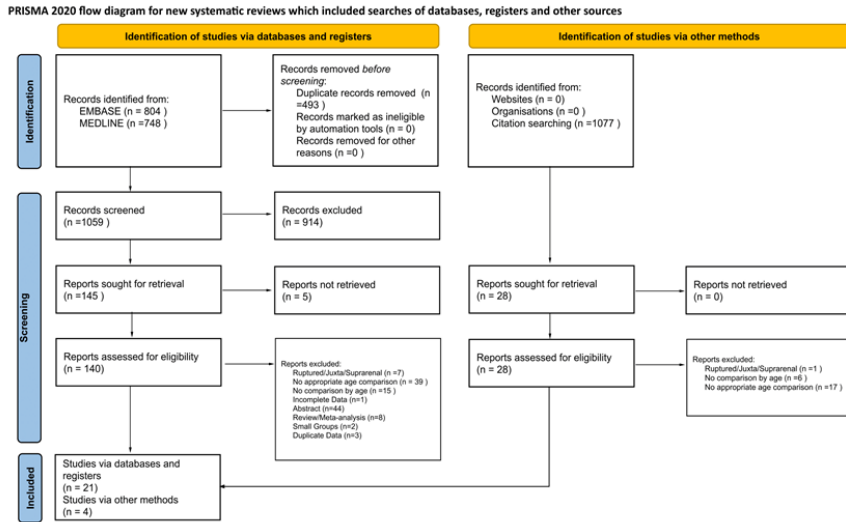 PRISMA 2020 flow diagram for new systematic reviews which included searches of databases, registers and other sources
Identification of studies via databases and registers
Identification of studies via other methods
Identification
Records identified from:
EMBASE (n = 804 )
MEDLINE (n =748 )
Records removed before
screening:
Duplicate records removed (n
=493 )
Records marked as ineligible
by automation tools (n = 0)
Records removed for other
reasons (n =0 )
Records identified from:
Websites (n = 0)
Organisations (n =0 )
Citation searching (n =1077 )
Screening
Records screened
(n =1059 )
Records excluded
(n = 914)
Reports sought for retrieval
(n =145 )
Reports not retrieved
(n = 5)
Reports sought for retrieval
(n = 28)
Reports not retrieved
(n = 0)
Reports assessed for eligibility
(n = 140)
Reports excluded:
Ruptured/Juxta/Suprarenal (n =7)
No appropriate age comparison (n = 39 )
No comparison by age (n =15 )
Incomplete Data (n=1)
Abstract (n=44)
Review/Meta-analysis (n=8)
Small Groups (n=2)
Duplicate Data (n=3)
Reports assessed for eligibility
(n = 28)
Reports excluded:
Ruptured/Juxta/Suprarenal (n =1 )
No comparison by age (n =6 )
No appropriate age comparison (n =17 )
Included
Studies via databases and
registers
(n = 21)
Studies via other methods
(n = 4)